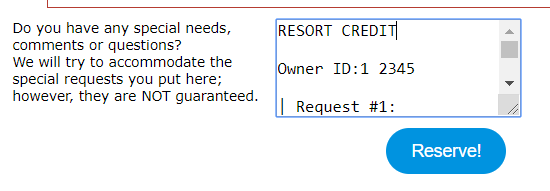 Do you have any special needs,
comments or questions?
We will try to accommodate the
special requests you put here;
however, they are NOT guaranteed.
RESORT CREDIT
Owner ID:1 2345
| Request #1:
Reserve!